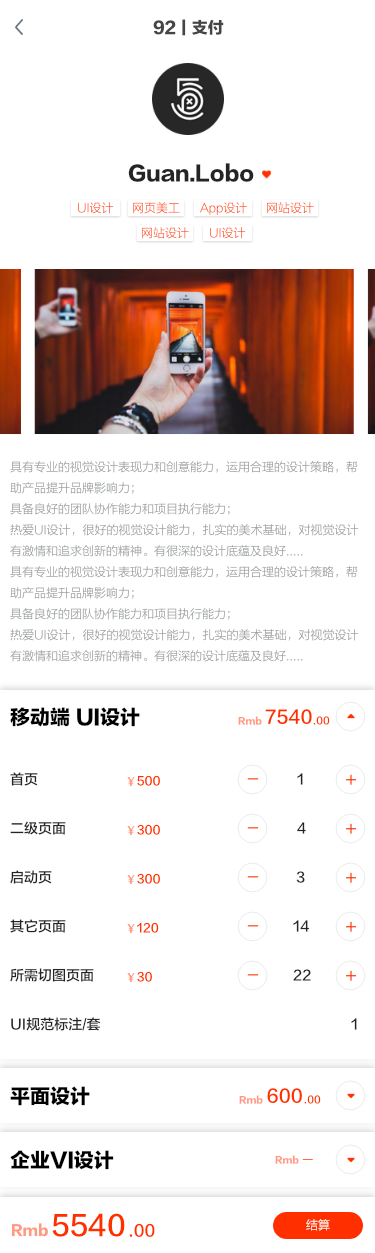 92 | 支付
Guan.Lobo
UI设计 网页美工 App设计 网站设计
网站设计 UI设计
具有专业的视觉设计表现力和创意能力，运用合理的设计策略，帮
助产品提升品牌影响力；
具备良好的团队协作能力和项目执行能力；
热爱UI设计，很好的视觉设计能力，扎实的美术基础，对视觉设计
有激情和追求创新的精神。有很深的设计底蕴及良好.....
具有专业的视觉设计表现力和创意能力，运用合理的设计策略，帮
助产品提升品牌影响力；
具备良好的团队协作能力和项目执行能力；
热爱UI设计，很好的视觉设计能力，扎实的美术基础，对视觉设计
有激情和追求创新的精神。有很深的设计底蕴及良好.....
移动端 UI设计 Rmb 7540.00
首页 ¥500 － 1 +
二级页面 ¥300 － 4 +
启动页 ¥300 － 3 +
其它页面 ¥120 － 14 +
所需切图页面 ¥30 － 22 +
UI规范标注/套 1
平面设计 Rmb 600.00
企业VI设计 Rmb —
Rmb 5540.00 结算